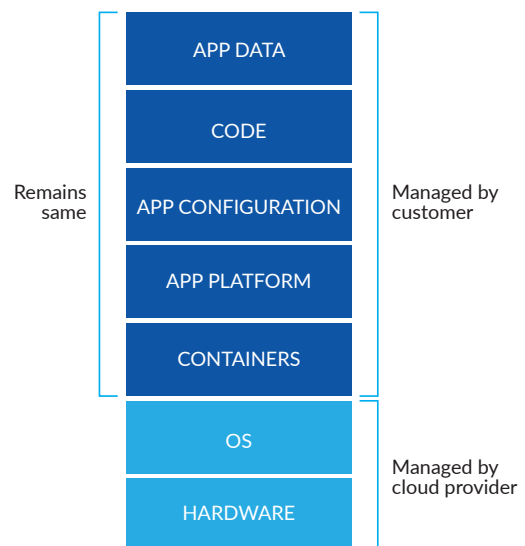 APP DATA
CODE
Remains
same
APP CONFIGURATION
Managed by
customer
APP PLATFORM
CONTAINERS
OS
Managed by
cloud provider
HARDWARE